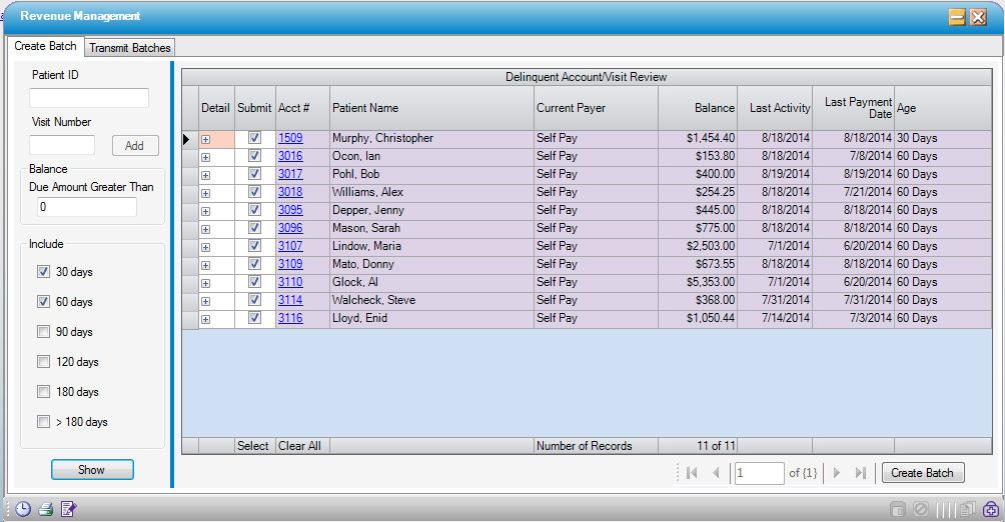 Revenue Management
Create Batch Transmit Batches
Patient ID
Visit Number
Add
Balance
Due Amount Greater Than
0
Include
30 days
60 days
90 days
120 days
180 days
> 180 days
Show
Delinquent Account/Visit Review
Detail Submit Acct # Patient Name Current Payer Balance Last Activity Last Payment Date Age
1509 Murphy, Christopher Self Pay $1,454.40 8/18/2014 8/18/2014 30 Days
3016 Ocon, Ian Self Pay $153.80 8/18/2014 7/8/2014 60 Days
3017 Pohl, Bob Self Pay $400.00 8/19/2014 8/19/2014 60 Days
3018 Williams, Alex Self Pay $254.25 8/18/2014 7/21/2014 60 Days
3095 Depper, Jenny Self Pay $445.00 8/18/2014 8/18/2014 60 Days
3096 Mason, Sarah Self Pay $775.00 8/18/2014 8/18/2014 60 Days
3107 Lindow, Maria Self Pay $2,503.00 7/1/2014 6/20/2014 60 Days
3109 Mato, Donny Self Pay $673.55 8/18/2014 8/18/2014 60 Days
3110 Glock, Al Self Pay $5,353.00 7/1/2014 6/20/2014 60 Days
3114 Walcheck, Steve Self Pay $368.00 7/31/2014 7/31/2014 60 Days
3116 Lloyd, Enid Self Pay $1,050.44 7/14/2014 7/3/2014 60 Days
Select Clear All Number of Records 11 of 11
1 of {1} Create Batch